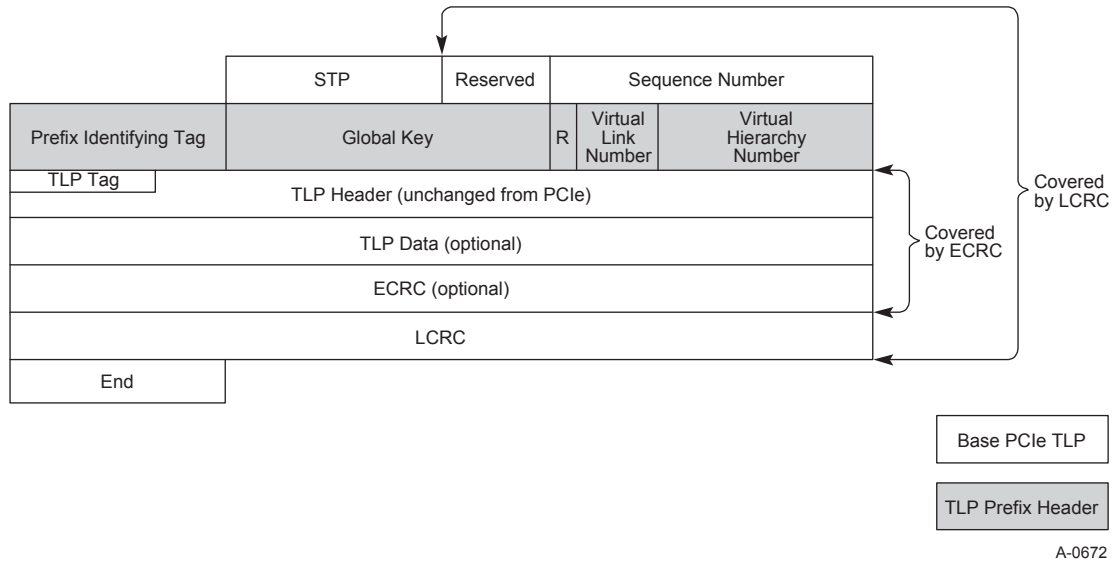 STP
Reserved
Sequence Number
Prefix Identifying Tag
Global Key
R
Virtual
Link
Number
Virtual
Hierarchy
Number
TLP Tag
TLP Header (unchanged from PCIe)
TLP Data (optional)
ECRC (optional)
LCRC
End
Covered
by ECRC
Covered
by LCRC
Base PCIe TLP
TLP Prefix Header
A-0672